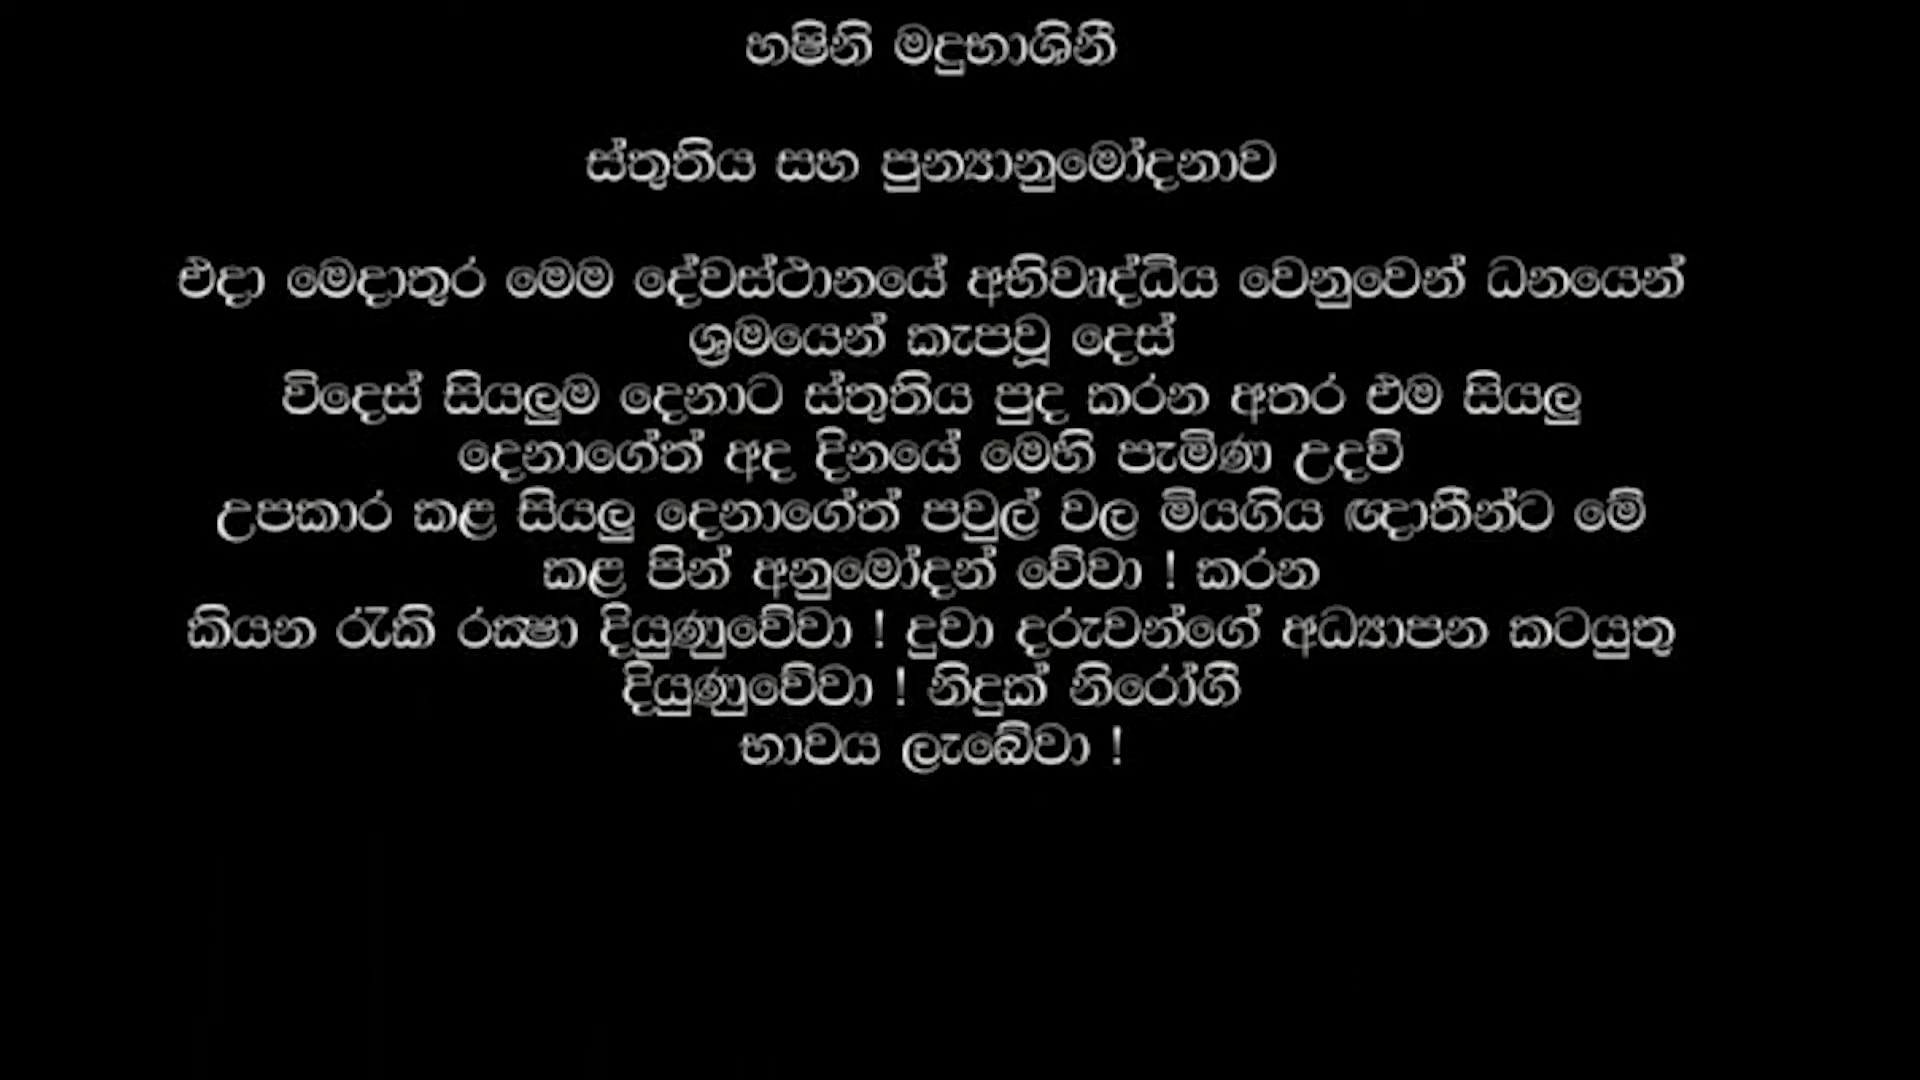 හෂිනි මදුභාශිනී
ස්තුතිය සහ පුන්‍යානුමෝදනාව
එදා මෙදාතුර මෙම දේවස්ථානයේ අභිවෘද්ධිය වෙනුවෙන් ධනයෙන්
ශ්‍රමයෙන් කැපවූ දෙස්
විදෙස් සියලුම දෙනාට ස්තුතිය පුද කරන අතර එම සියලු
දෙනාගේත් අද දිනයේ මෙහි පැමිණ උදව්
උපකාර කළ සියලු දෙනාගේත් පවුල් වල මියගිය ඥාතීන්ට මේ
කළ පින් අනුමෝදන් වේවා ! කරන
කියන රැකි රක්‍ෂා දියුණුවේවා ! දුවා දරුවන්ගේ අධ්‍යාපන කටයුතු
දියුණුවේවා ! නිදුක් නිරෝගී
භාවය ලැබේවා !